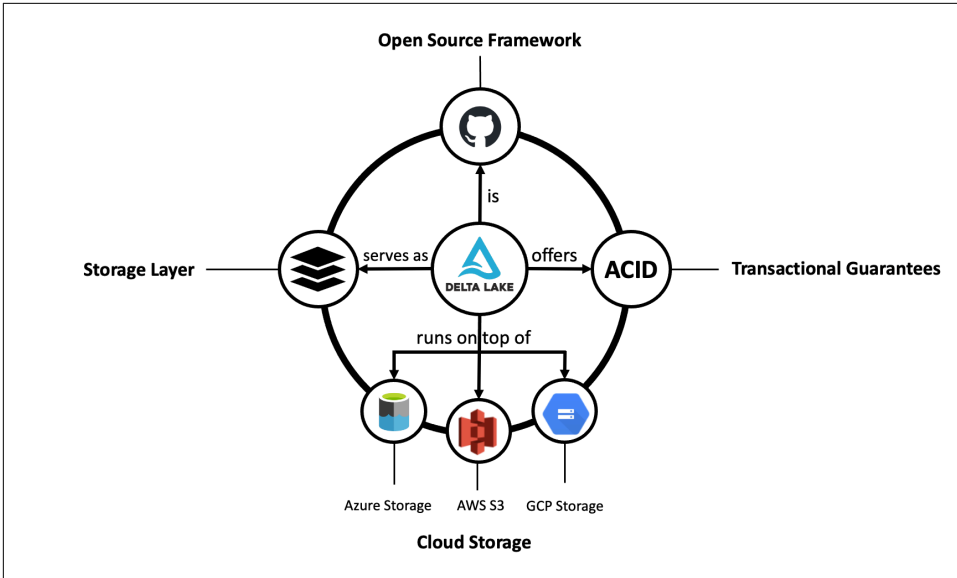 Open Source Framework
is
serves as
offers
Storage Layer
DELTA LAKE
ACID
Transactional Guarantees
runs on top of
Azure Storage
AWS S3
GCP Storage
Cloud Storage